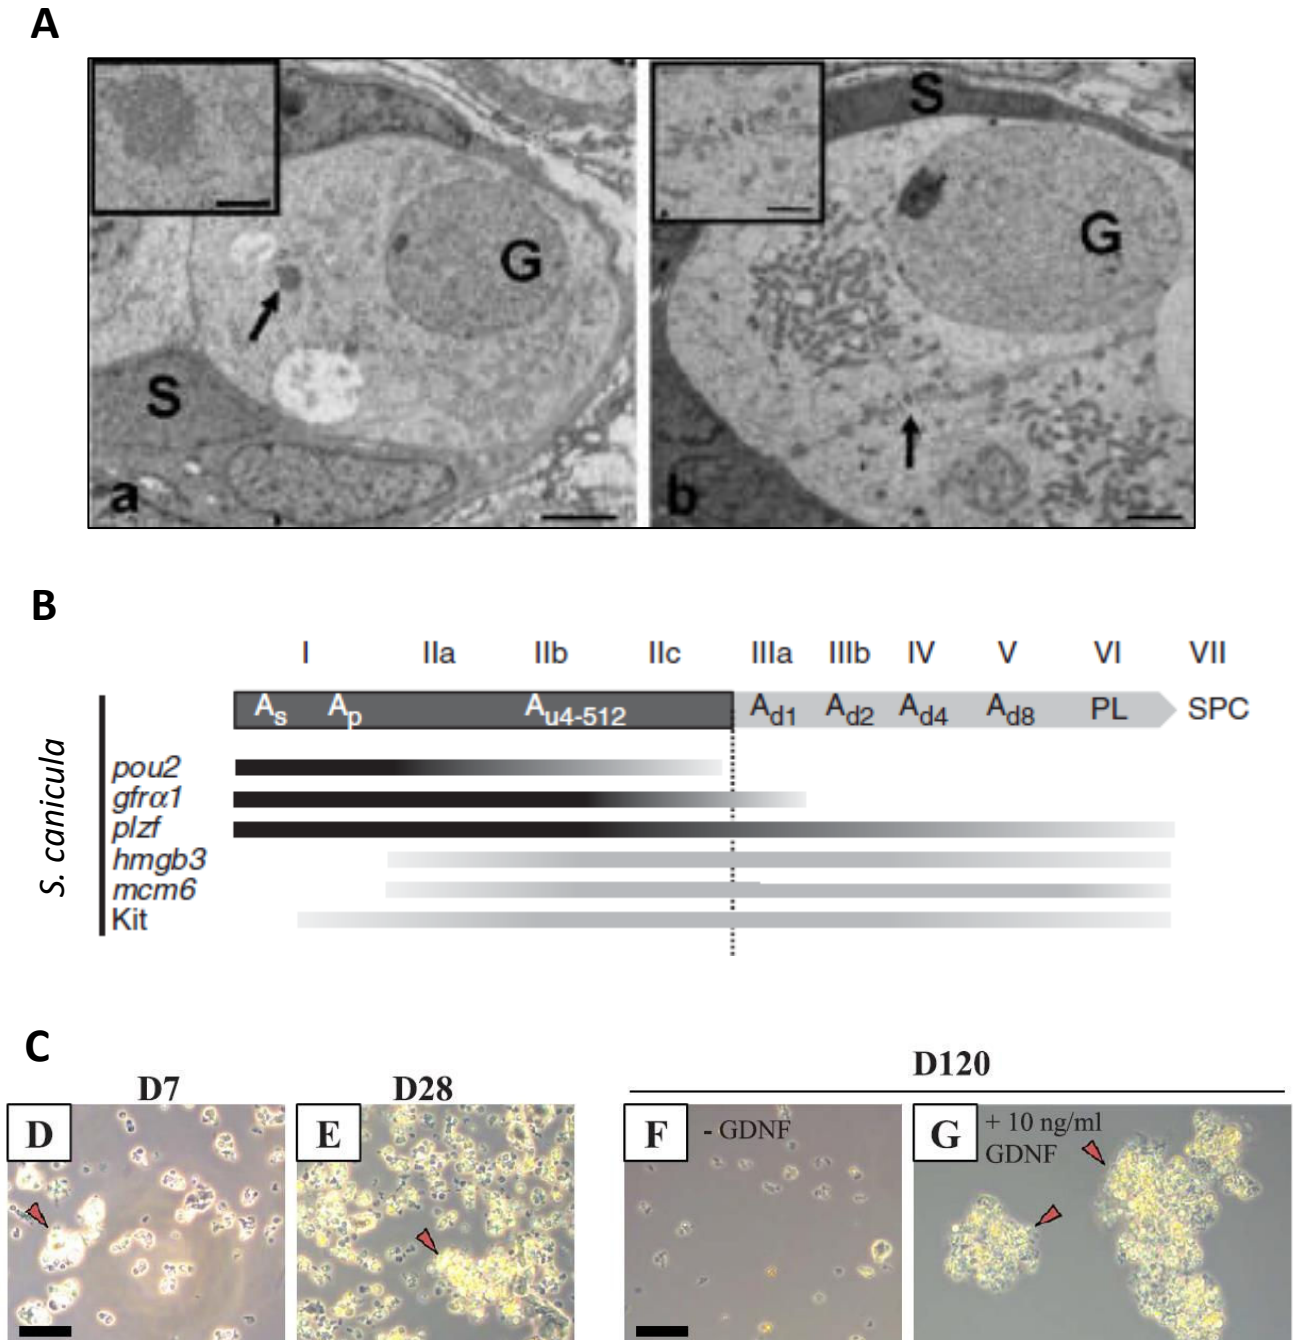 A
S
G
G
S
a
b
B
I IIa IIb IIc IIIa IIIb IV V VI VII
As Ap Au4-512 Ad1 Ad2 Ad4 Ad8 PL SPC
S. canicula
pou2
gfrα1
plzf
hmgb3
mcm6
Kit
C
D120
D7 D28
D E F - GDNF G + 10 ng/ml
GDNF